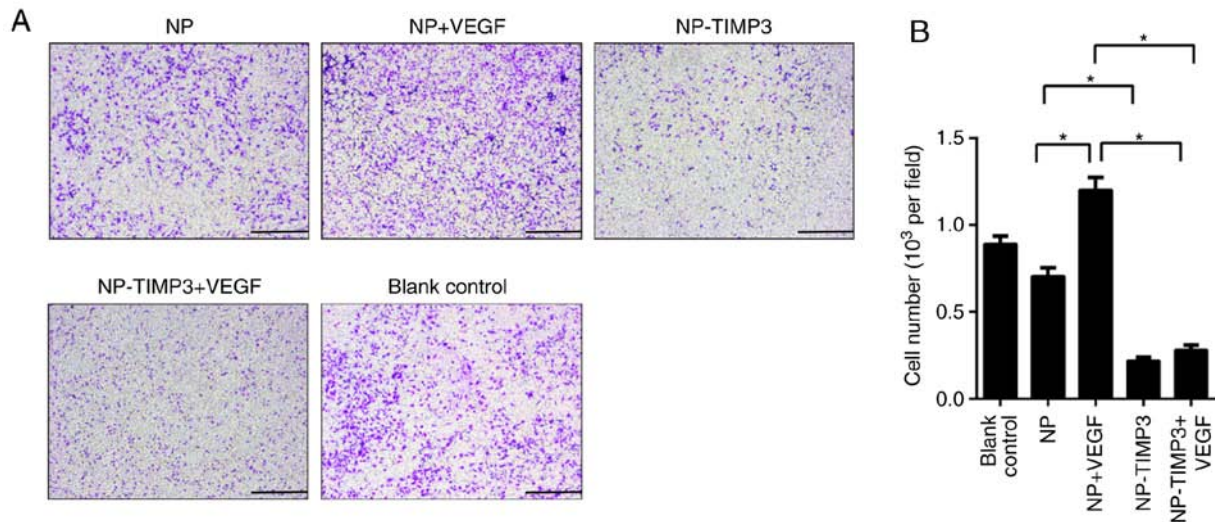 A
NP
NP+VEGF
NP-TIMP3
NP-TIMP3+VEGF
Blank control
B
*
*
*
*
Cell number (10³ per field)
1.5
1.0
0.5
0.0
Blank
control
NP
NP+VEGF
NP-TIMP3
NP-TIMP3+
VEGF